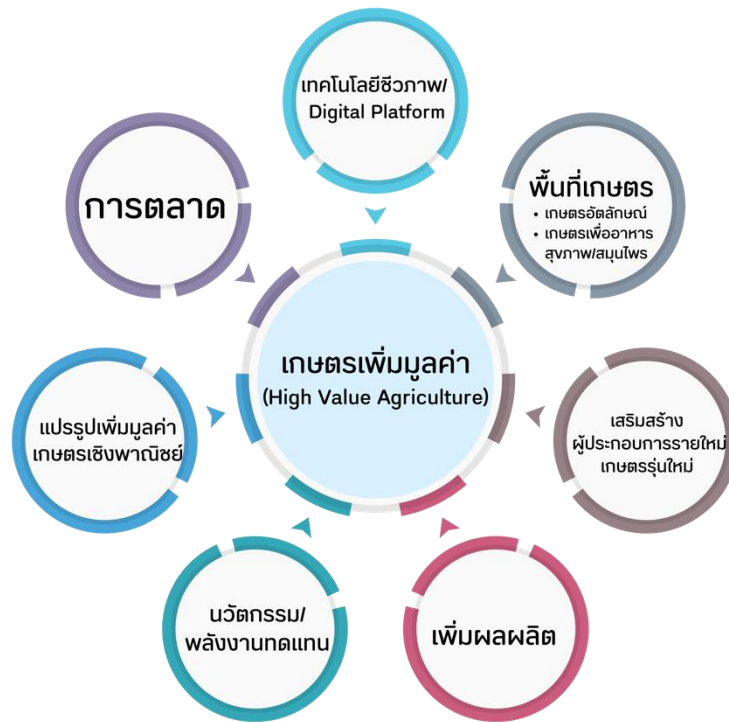 เทคโนโลยีชีวภาพ/
Digital Platform
พื้นที่เกษตร
• เกษตรอัตลักษณ์
• เกษตรเพื่ออาหาร
สุขภาพ/สมุนไพร
การตลาด
เกษตรเพิ่มมูลค่า
(High Value Agriculture)
เสริมสร้าง
ผู้ประกอบการรายใหม่
เกษตรรุ่นใหม่
แปรรูปเพิ่มมูลค่า
เกษตรเชิงพาณิชย์
นวัตกรรม/
พลังงานทดแทน
เพิ่มผลผลิต